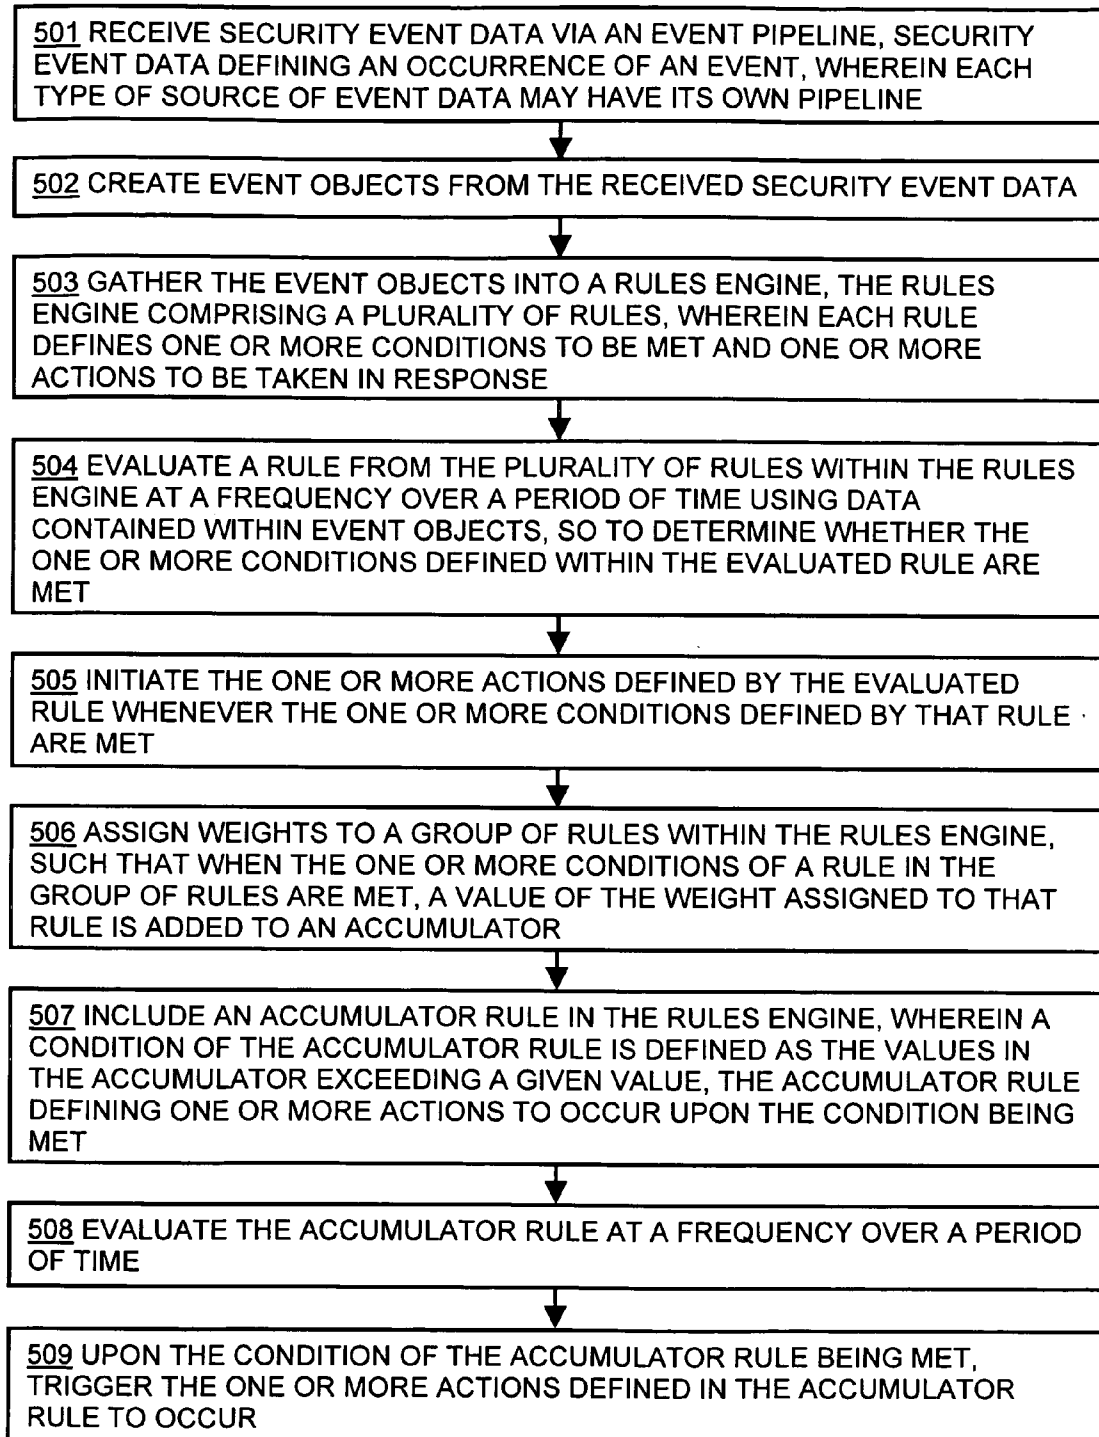 501 RECEIVE SECURITY EVENT DATA VIA AN EVENT PIPELINE, SECURITY
EVENT DATA DEFINING AN OCCURRENCE OF AN EVENT, WHEREIN EACH
TYPE OF SOURCE OF EVENT DATA MAY HAVE ITS OWN PIPELINE
502 CREATE EVENT OBJECTS FROM THE RECEIVED SECURITY EVENT DATA
503 GATHER THE EVENT OBJECTS INTO A RULES ENGINE, THE RULES
ENGINE COMPRISING A PLURALITY OF RULES, WHEREIN EACH RULE
DEFINES ONE OR MORE CONDITIONS TO BE MET AND ONE OR MORE
ACTIONS TO BE TAKEN IN RESPONSE
504 EVALUATE A RULE FROM THE PLURALITY OF RULES WITHIN THE RULES
ENGINE AT A FREQUENCY OVER A PERIOD OF TIME USING DATA
CONTAINED WITHIN EVENT OBJECTS, SO TO DETERMINE WHETHER THE
ONE OR MORE CONDITIONS DEFINED WITHIN THE EVALUATED RULE ARE
MET
505 INITIATE THE ONE OR MORE ACTIONS DEFINED BY THE EVALUATED
RULE WHENEVER THE ONE OR MORE CONDITIONS DEFINED BY THAT RULE
ARE MET
506 ASSIGN WEIGHTS TO A GROUP OF RULES WITHIN THE RULES ENGINE,
SUCH THAT WHEN THE ONE OR MORE CONDITIONS OF A RULE IN THE
GROUP OF RULES ARE MET, A VALUE OF THE WEIGHT ASSIGNED TO THAT
RULE IS ADDED TO AN ACCUMULATOR
507 INCLUDE AN ACCUMULATOR RULE IN THE RULES ENGINE, WHEREIN A
CONDITION OF THE ACCUMULATOR RULE IS DEFINED AS THE VALUES IN
THE ACCUMULATOR EXCEEDING A GIVEN VALUE, THE ACCUMULATOR RULE
DEFINING ONE OR MORE ACTIONS TO OCCUR UPON THE CONDITION BEING
MET
508 EVALUATE THE ACCUMULATOR RULE AT A FREQUENCY OVER A PERIOD
OF TIME
509 UPON THE CONDITION OF THE ACCUMULATOR RULE BEING MET,
TRIGGER THE ONE OR MORE ACTIONS DEFINED IN THE ACCUMULATOR
RULE TO OCCUR